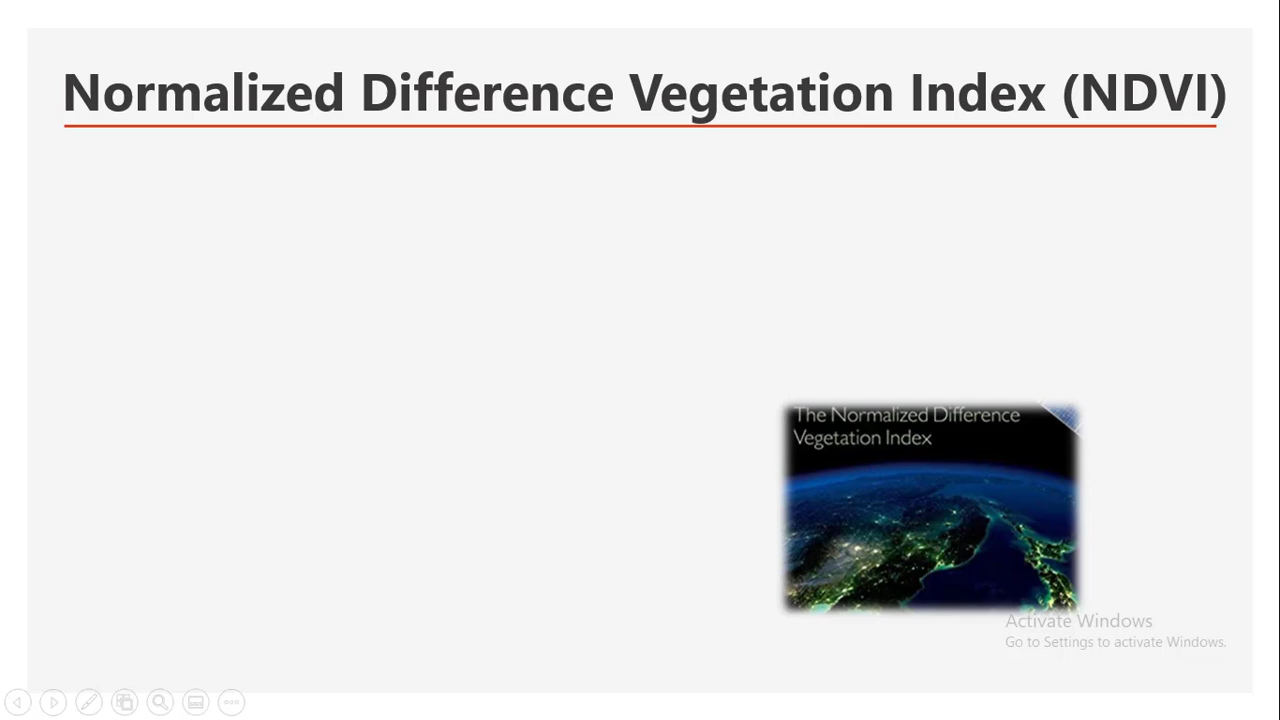 Normalized Difference Vegetation Index (NDVI)
The Normalized Difference
Vegetation Index
Activate Windows
Go to Settings to activate Windows.